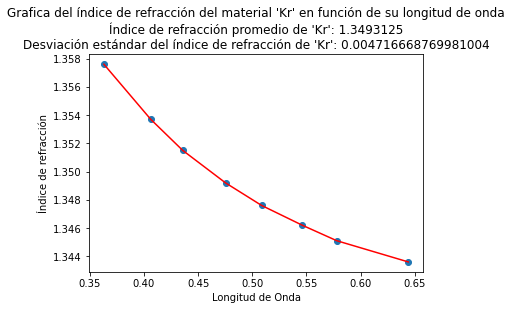 Grafica del índice de refracción del material 'Kr' en función de su longitud de onda
Índice de refracción promedio de 'Kr': 1.3493125
Desviación estándar del índice de refracción de 'Kr': 0.004716668769981004
1.358
1.356
1.354
1.352
1.350
1.348
1.346
1.344
Índice de refracción
0.35 0.40 0.45 0.50 0.55 0.60 0.65
Longitud de Onda